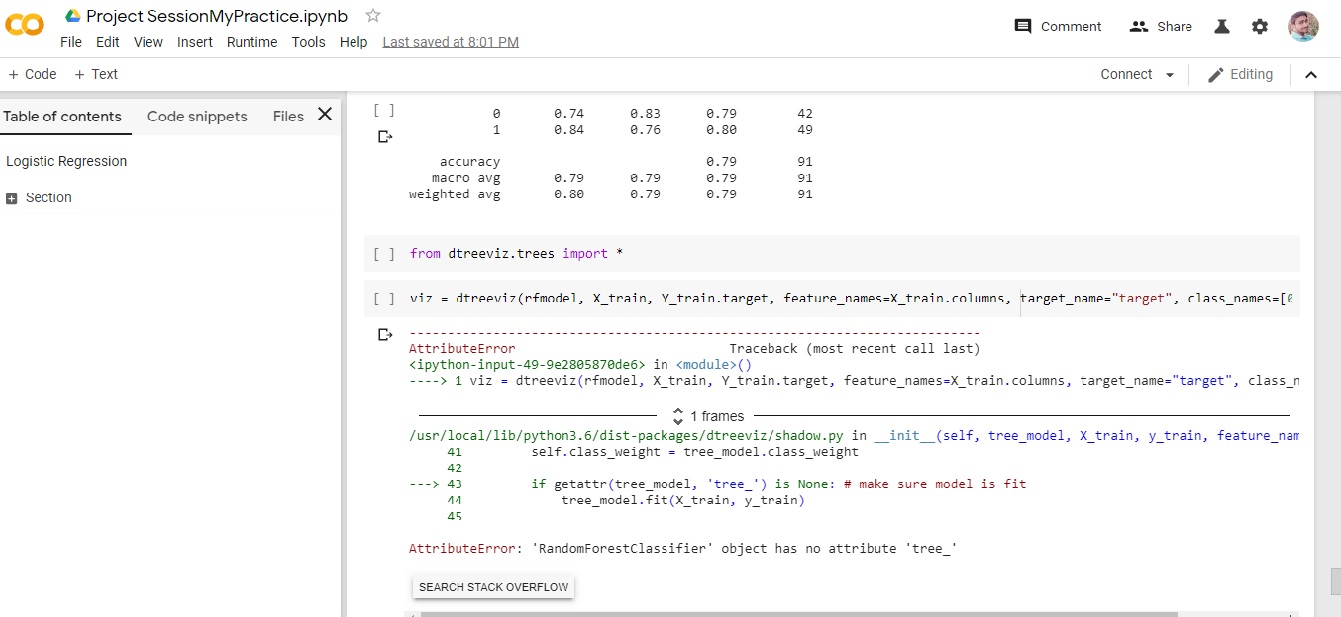 Project SessionMyPractice.ipynb
File Edit View Insert Runtime Tools Help Last saved at 8:01 PM
Comment Share
+ Code + Text
Connect Editing
Table of contents Code snippets Files
Logistic Regression
Section
[ ]
0 0.74 0.83 0.79 42
1 0.84 0.76 0.80 49
accuracy 0.79 91
macro avg 0.79 0.79 0.79 91
weighted avg 0.80 0.79 0.79 91
[ ] from dtreeviz.trees import *
[ ] viz = dtreeviz(rfmodel, X_train, Y_train.target, feature_names=X_train.columns, target_name="target", class_names=[0
---------------------------------------------------------------------------
AttributeError Traceback (most recent call last)
<ipython-input-49-9e2805870de6> in <module>()
----> 1 viz = dtreeviz(rfmodel, X_train, Y_train.target, feature_names=X_train.columns, target_name="target", class_n
1 frames
/usr/local/lib/python3.6/dist-packages/dtreeviz/shadow.py in __init__(self, tree_model, X_train, y_train, feature_nam
41 self.class_weight = tree_model.class_weight
42
---> 43 if getattr(tree_model, 'tree_') is None: # make sure model is fit
44 tree_model.fit(X_train, y_train)
45
AttributeError: 'RandomForestClassifier' object has no attribute 'tree_'
SEARCH STACK OVERFLOW